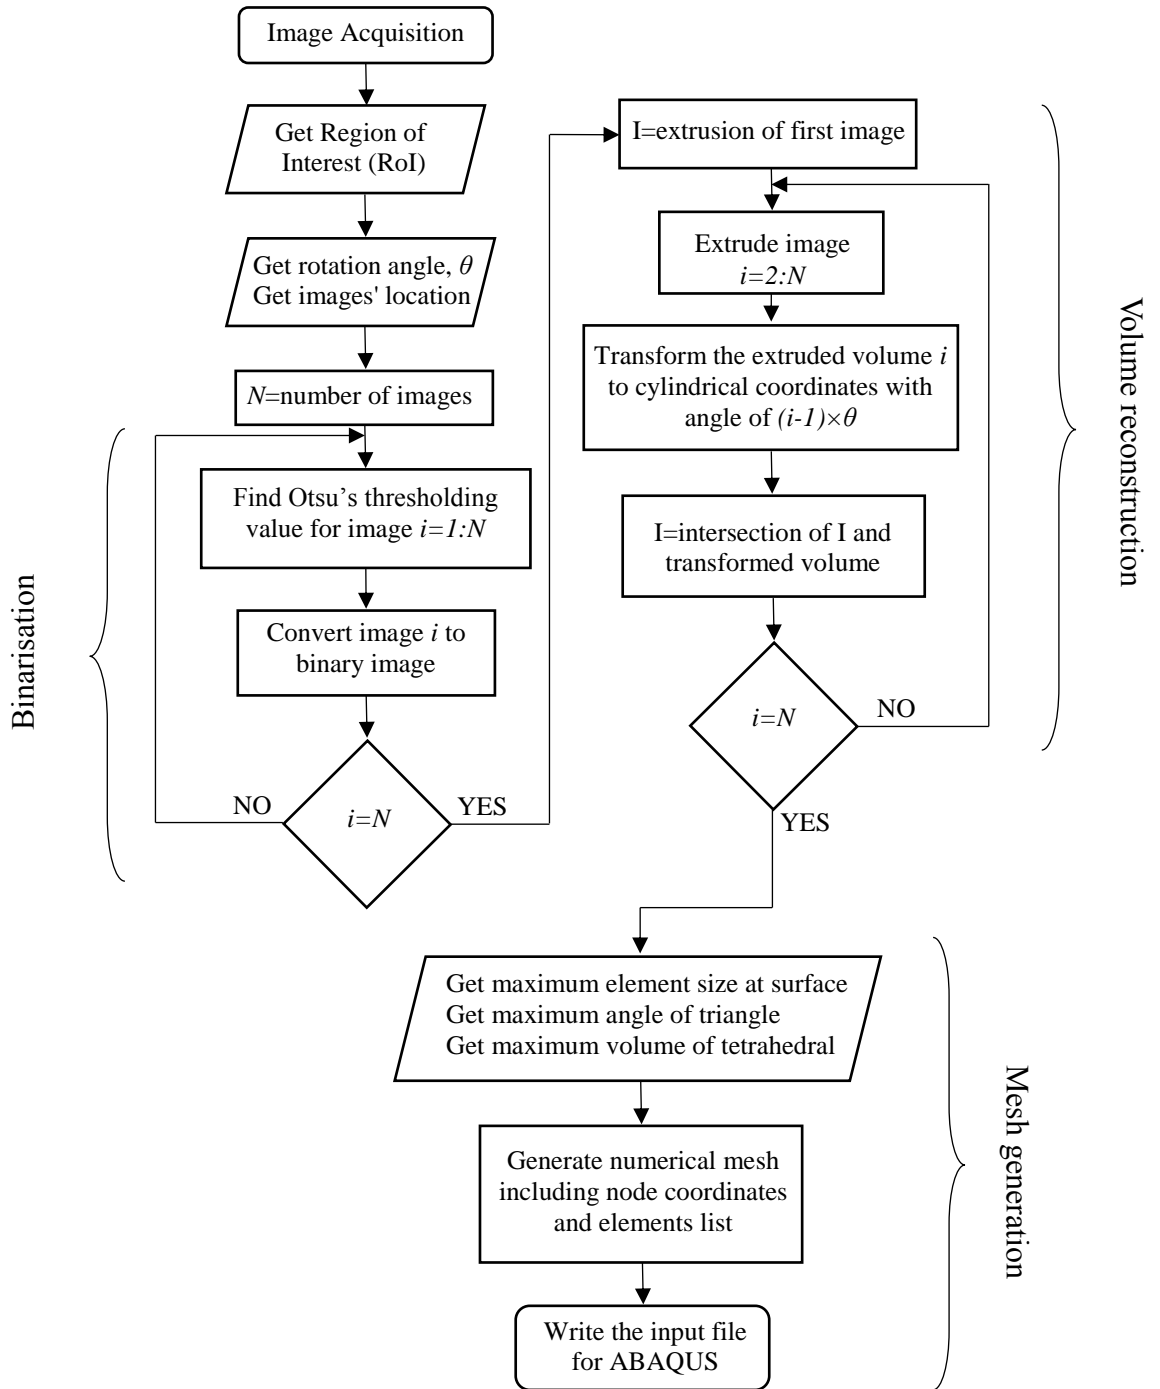 Image Acquisition
Get Region of
Interest (RoI)
Get rotation angle, θ
Get images' location
N=number of images
Find Otsu’s thresholding
value for image i=1:N
Convert image i to
binary image
i=N
NO
YES
Binarisation
I=extrusion of first image
Extrude image
i=2:N
Transform the extruded volume i
to cylindrical coordinates with
angle of (i-1)×θ
I=intersection of I and
transformed volume
i=N
NO
YES
Volume reconstruction
Get maximum element size at surface
Get maximum angle of triangle
Get maximum volume of tetrahedral
Generate numerical mesh
including node coordinates
and elements list
Write the input file
for ABAQUS
Mesh generation